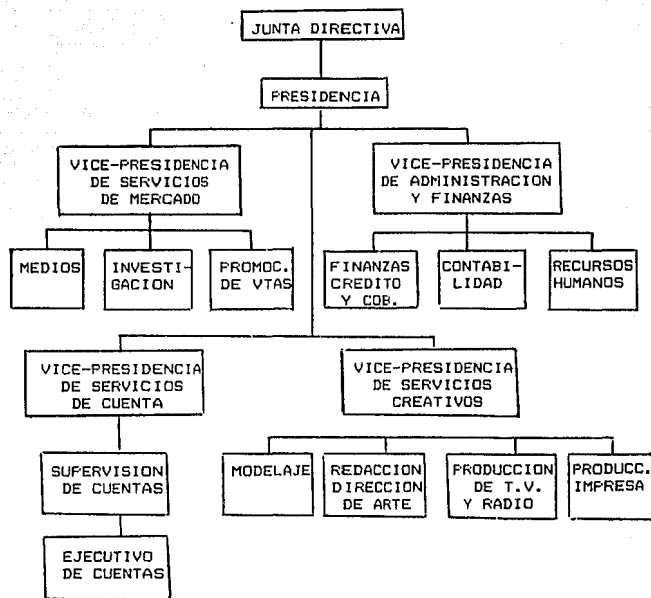 JUNTA DIRECTIVA
PRESIDENCIA
VICE-PRESIDENCIA
DE SERVICIOS
DE MERCADO
VICE-PRESIDENCIA
DE ADMINISTRACION
Y FINANZAS
MEDIOS
INVESTI-
GACION
PROMOC.
DE VTAS
FINANZAS
CREDITO
Y COB.
CONTABI-
LIDAD
RECURSOS
HUMANOS
VICE-PRESIDENCIA
DE SERVICIOS
DE CUENTA
VICE-PRESIDENCIA
DE SERVICIOS
CREATIVOS
SUPERVISION
DE CUENTAS
MODELAJE
REDACCION
DIRECCION
DE ARTE
PRODUCCION
DE T.V.
Y RADIO
PRODUCC.
IMPRESA
EJECUTIVO
DE CUENTAS